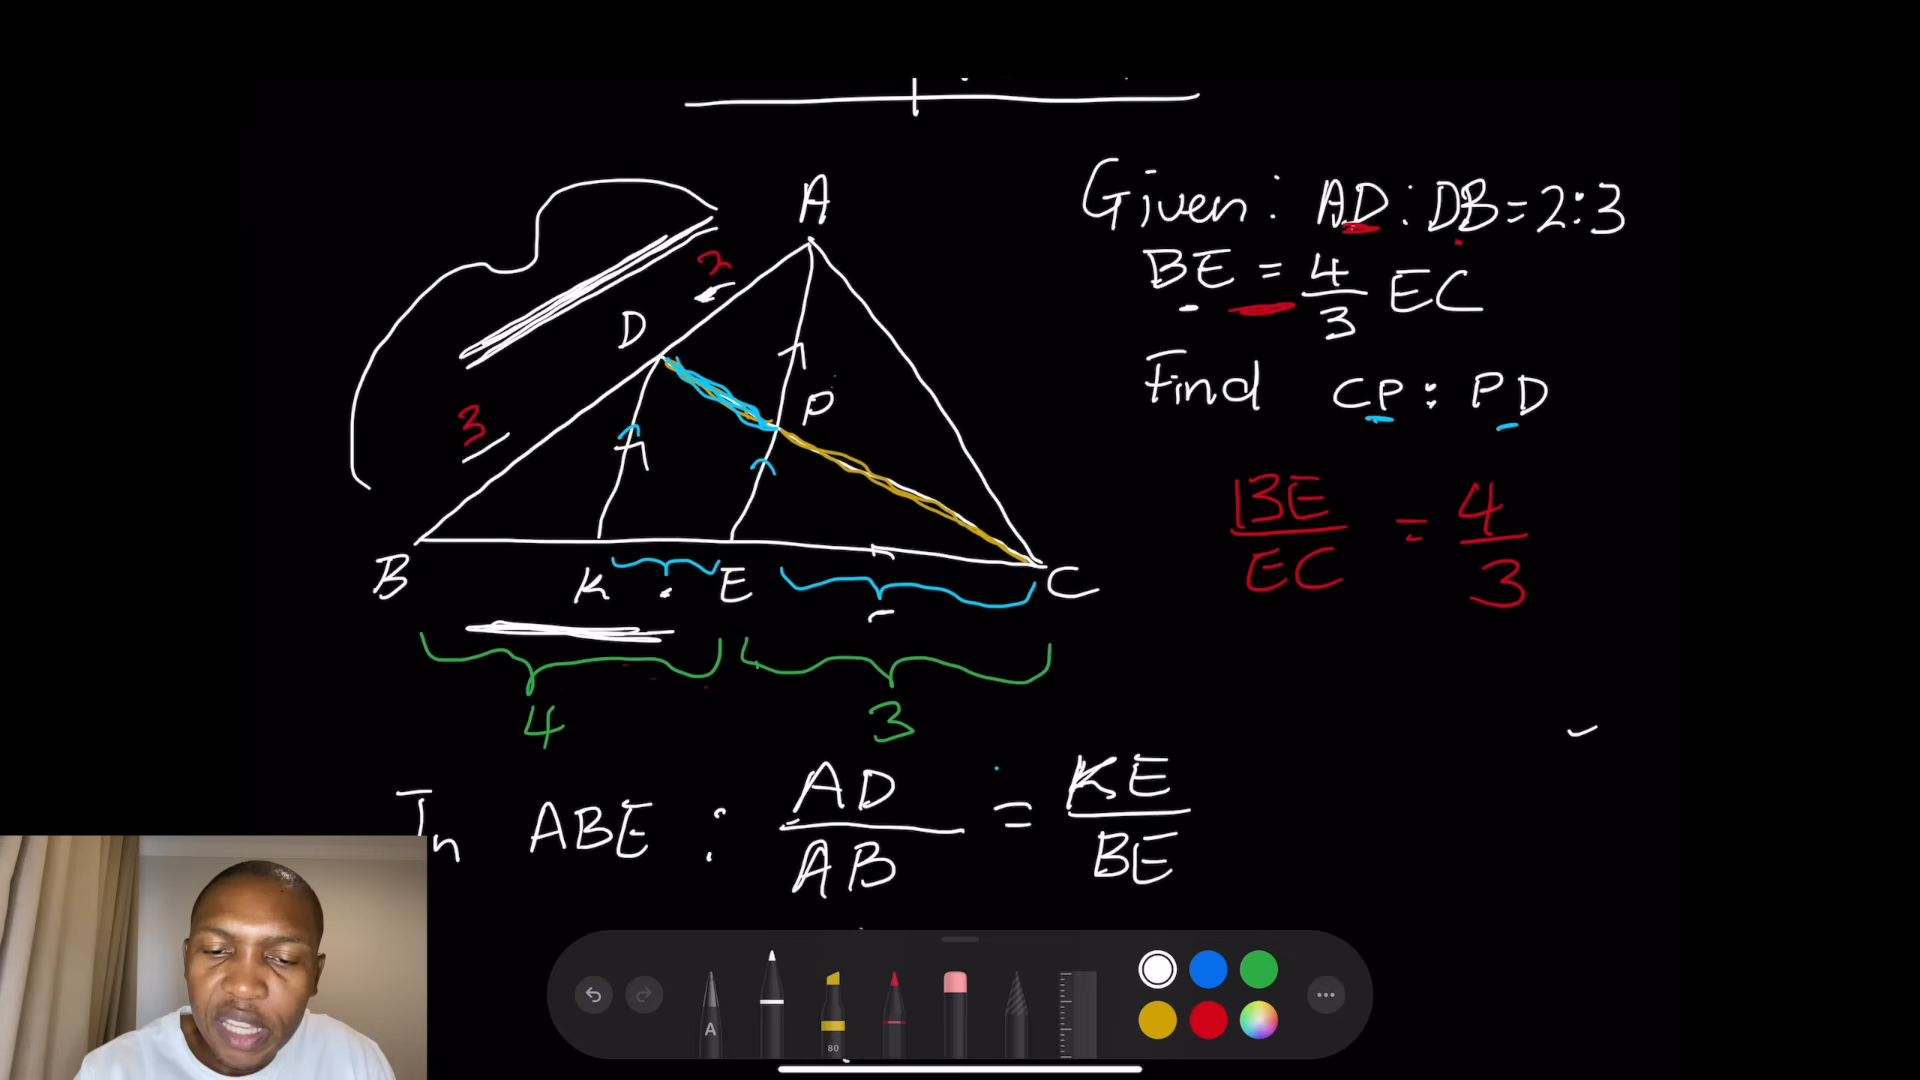 Given: AD:DB=2:3
BE = 4/3 EC
Find CP:PD
A
2
D
P
3
B K E C
4 3
BE/EC = 4/3
In ABE: AD/AB = KE/BE
A
80